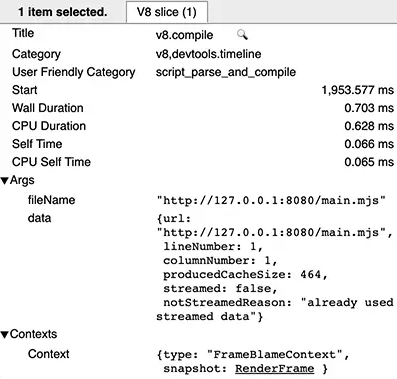 1 item selected. V8 slice (1)
Title v8.compile
Category v8,devtools.timeline
User Friendly Category script_parse_and_compile
Start 1,953.577 ms
Wall Duration 0.703 ms
CPU Duration 0.628 ms
Self Time 0.066 ms
CPU Self Time 0.065 ms
▼Args
fileName "http://127.0.0.1:8080/main.mjs"
data {url:
"http://127.0.0.1:8080/main.mjs",
lineNumber: 1,
columnNumber: 1,
producedCacheSize: 464,
streamed: false,
notStreamedReason: "already used
streamed data"}
▼Contexts
Context {type: "FrameBlameContext",
snapshot: RenderFrame }